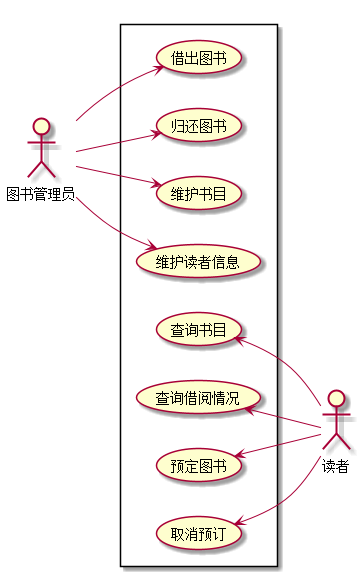 借出图书
归还图书
图书管理员
维护书目
维护读者信息
查询书目
查询借阅情况
预定图书
读者
取消预订